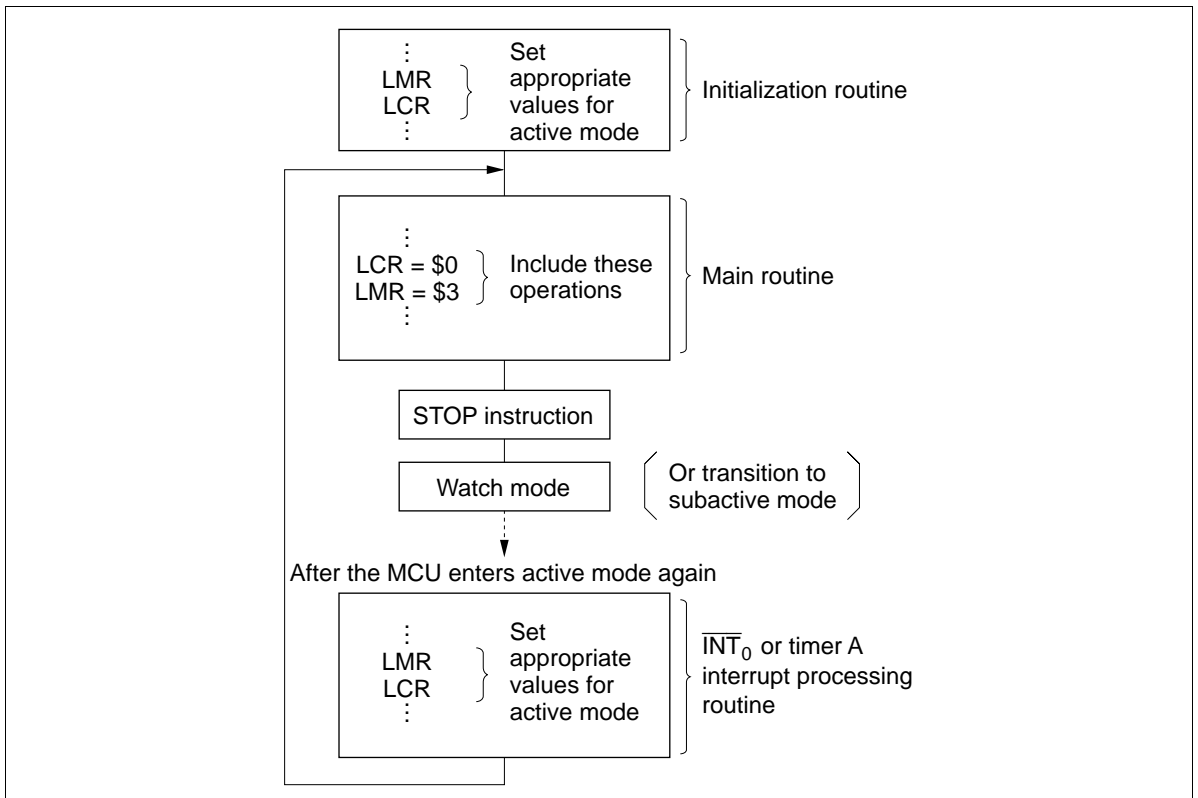 ⋮
LMR
LCR
⋮
Set
appropriate
values for
active mode
Initialization routine
⋮
LCR = $0
LMR = $3
⋮
Include these
operations
Main routine
STOP instruction
Watch mode
Or transition to
subactive mode
After the MCU enters active mode again
⋮
LMR
LCR
⋮
Set
appropriate
values for
active mode
I̅N̅T̅₀ or timer A
interrupt processing
routine